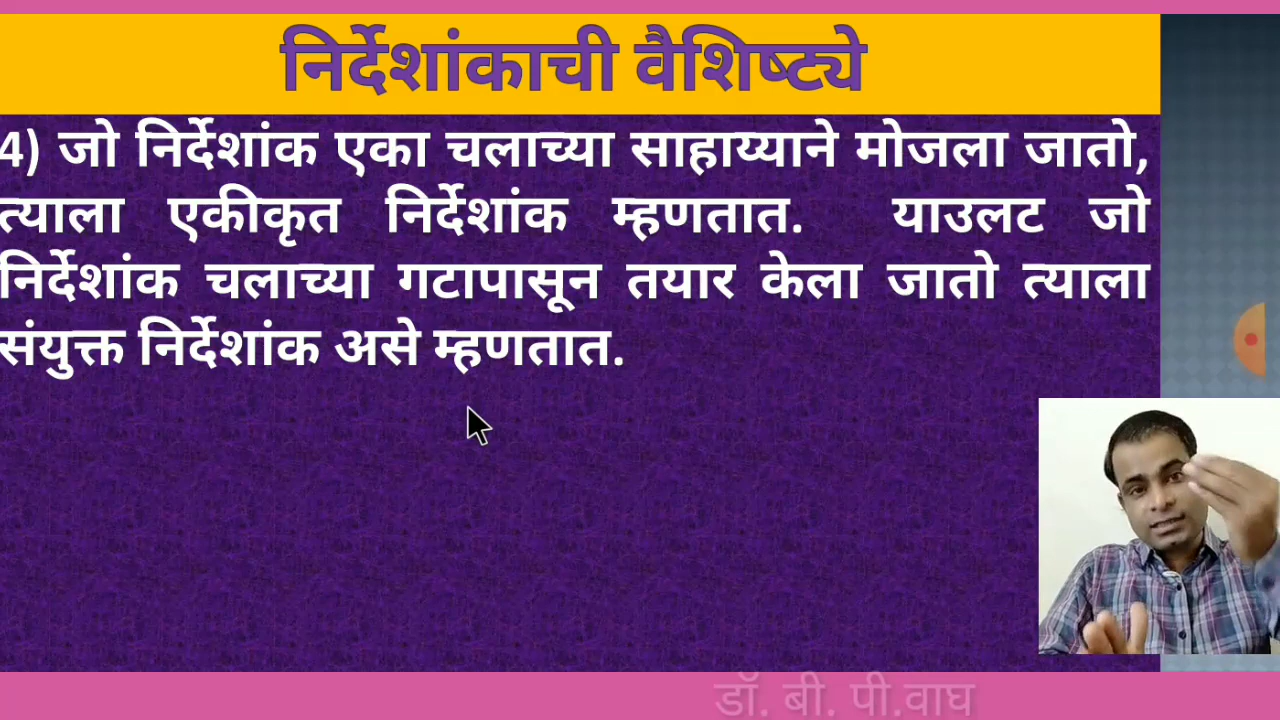 निर्देशांकाची वैशिष्ट्ये
4) जो निर्देशांक एका चलाच्या साहाय्याने मोजला जातो,
त्याला एकीकृत निर्देशांक म्हणतात. याउलट जो
निर्देशांक चलाच्या गटापासून तयार केला जातो त्याला
संयुक्त निर्देशांक असे म्हणतात.
डॉ. बी. पी.वाघ